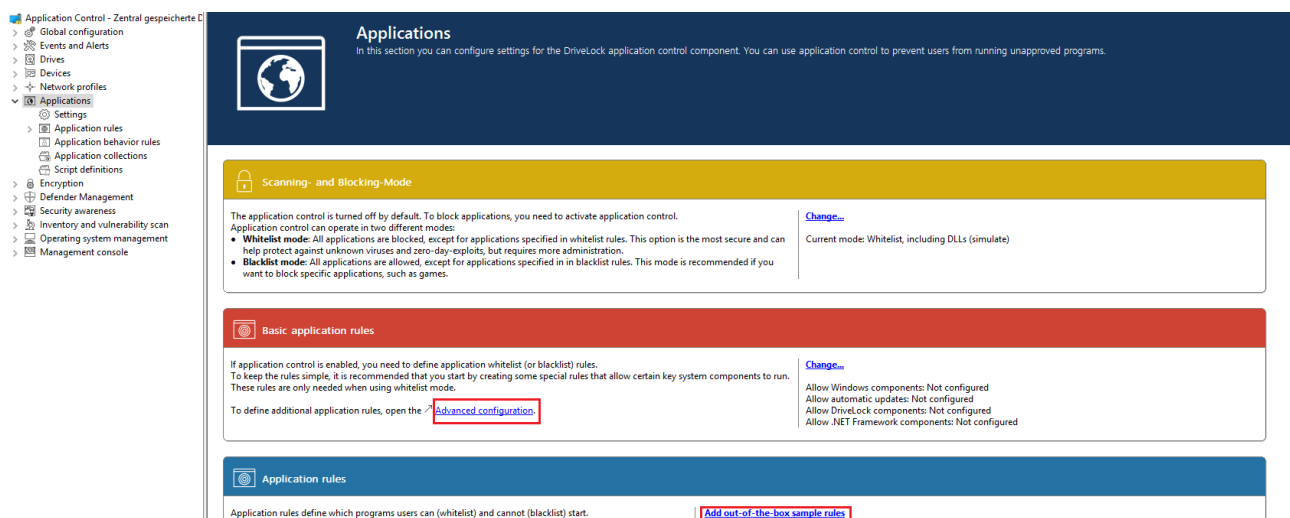 Application Control - Zentral gespeicherte D
Global configuration
Events and Alerts
Drives
Devices
Network profiles
Applications
Settings
Application rules
Application behavior rules
Application collections
Script definitions
Encryption
Defender Management
Security awareness
Inventory and vulnerability scan
Operating system management
Management console
Applications
In this section you can configure settings for the DriveLock application control component. You can use application control to prevent users from running unapproved programs.
Scanning- and Blocking-Mode
The application control is turned off by default. To block applications, you need to activate application control.
Application control can operate in two different modes:
• Whitelist mode: All applications are blocked, except for applications specified in whitelist rules. This option is the most secure and can
help protect against unknown viruses and zero-day-exploits, but requires more administration.
• Blacklist mode: All applications are allowed, except for applications specified in in blacklist rules. This mode is recommended if you
want to block specific applications, such as games.
Change...
Current mode: Whitelist, including DLLs (simulate)
Basic application rules
If application control is enabled, you need to define application whitelist (or blacklist) rules.
To keep the rules simple, it is recommended that you start by creating some special rules that allow certain key system components to run.
These rules are only needed when using whitelist mode.
To define additional application rules, open the Advanced configuration.
Change...
Allow Windows components: Not configured
Allow automatic updates: Not configured
Allow DriveLock components: Not configured
Allow .NET Framework components: Not configured
Application rules
Application rules define which programs users can (whitelist) and cannot (blacklist) start.
Add out-of-the-box sample rules